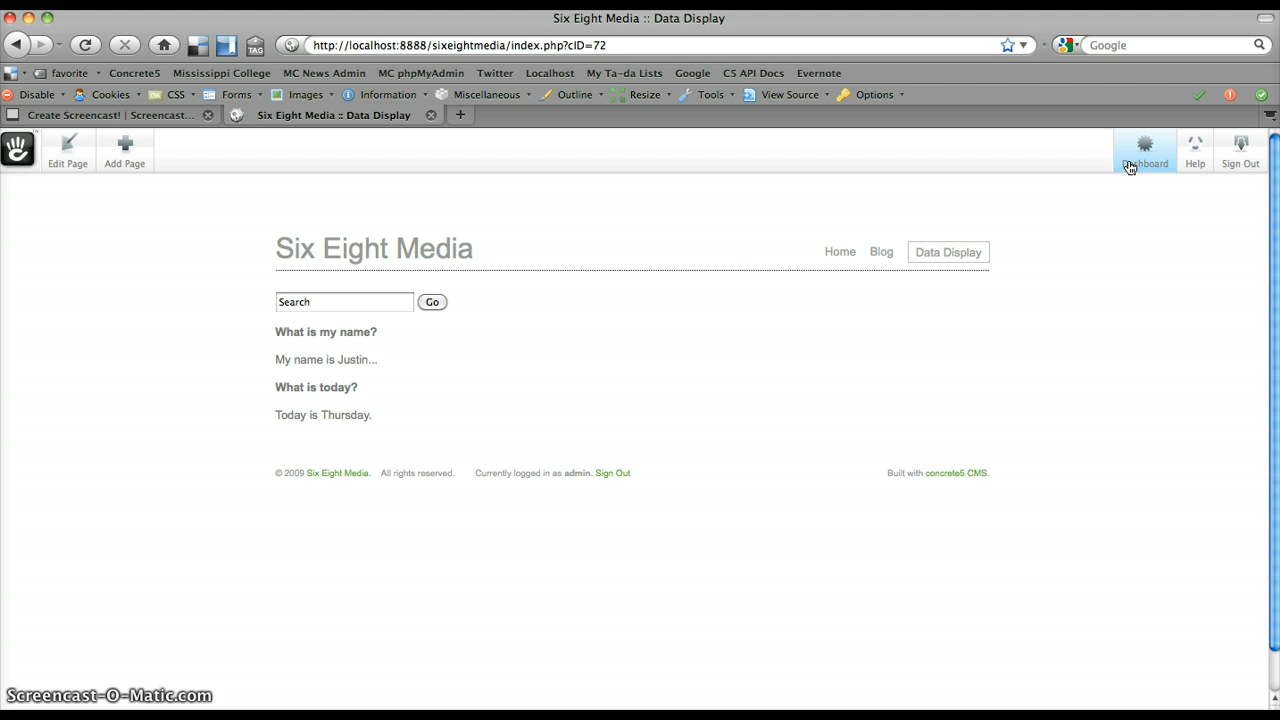 Six Eight Media :: Data Display
http://localhost:8888/sixeightmedia/index.php?cID=72
Google
favorite Concrete5 Mississippi College MC News Admin MC phpMyAdmin Twitter Localhost My Ta-da Lists Google C5 API Docs Evernote
Disable Cookies CSS Forms Images Information Miscellaneous Outline Resize Tools View Source Options
Create Screencast! | Screencast... Six Eight Media :: Data Display
TAG
Edit Page Add Page Dashboard Help Sign Out
Six Eight Media
Home Blog Data Display
Search Go
What is my name?
My name is Justin...
What is today?
Today is Thursday.
© 2009 Six Eight Media. All rights reserved. Currently logged in as admin. Sign Out Built with concrete5 CMS.
Screencast-O-Matic.com